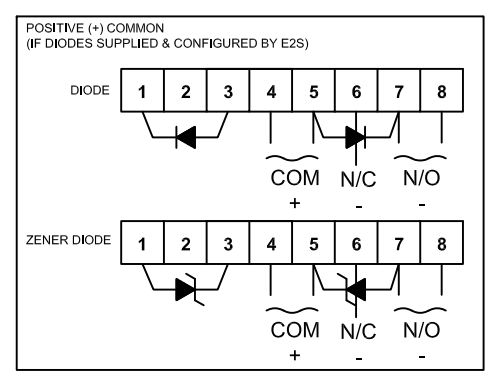 POSITIVE (+) COMMON
(IF DIODES SUPPLIED & CONFIGURED BY E2S)
DIODE 1 2 3 4 5 6 7 8
COM N/C N/O
+ - -
ZENER DIODE 1 2 3 4 5 6 7 8
COM N/C N/O
+ - -